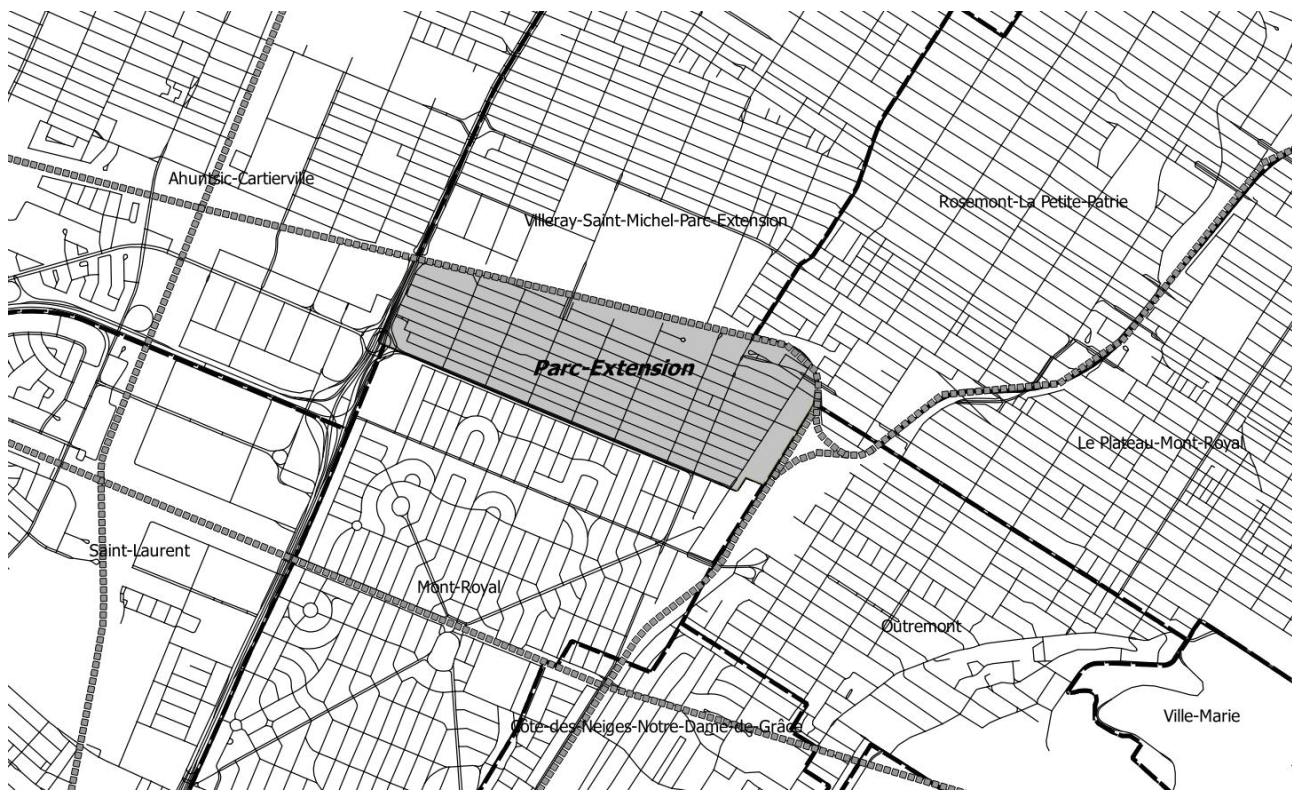 Ahuntsic-Cartierville
Villeray-Saint-Michel-Parc-Extension
Rosemont-La Petite-Patrie
Parc-Extension
Le Plateau-Mont-Royal
Saint-Laurent
Mont-Royal
Outremont
Ville-Marie
Côte-des-Neiges-Notre-Dame-de-Grâce